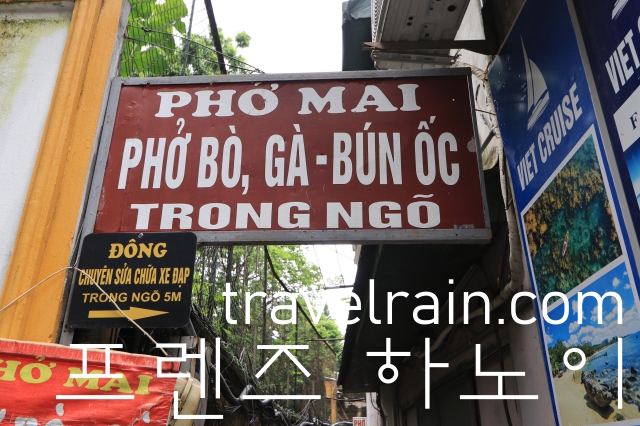 PHỞ MAI
PHỞ BÒ, GÀ - BÚN ỐC
TRONG NGÕ
ĐÔNG
CHUYÊN SỬA CHỮA XE ĐẠP
TRONG NGÕ 5M
PHỞ MAI
VIET CRUISE
VIET
travelrain.com
프렌즈 하노이